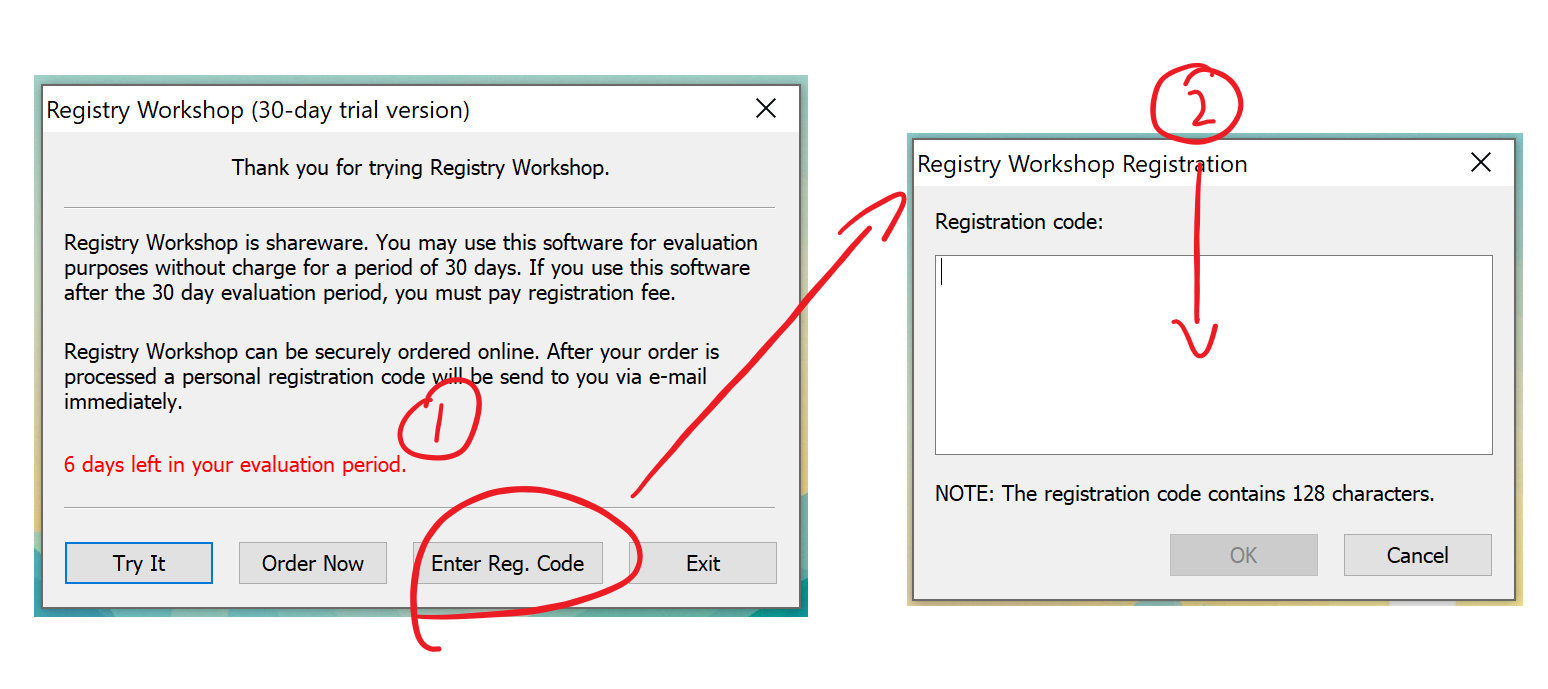 Registry Workshop (30-day trial version)
Thank you for trying Registry Workshop.
Registry Workshop is shareware. You may use this software for evaluation
purposes without charge for a period of 30 days. If you use this software
after the 30 day evaluation period, you must pay registration fee.
Registry Workshop can be securely ordered online. After your order is
processed a personal registration code will be send to you via e-mail
immediately.
1
6 days left in your evaluation period.
Try It
Order Now
Enter Reg. Code
Exit
2
Registry Workshop Registration
Registration code:
NOTE: The registration code contains 128 characters.
OK
Cancel